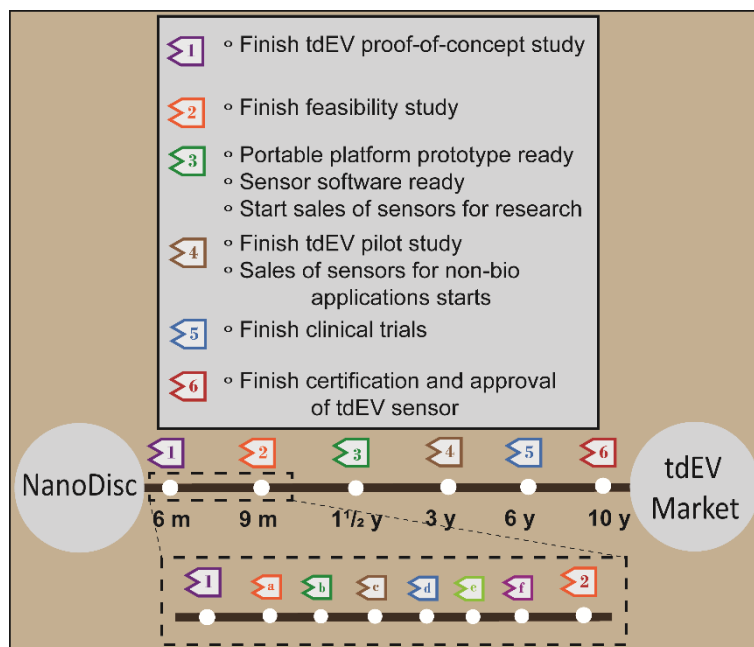 1 ° Finish tdEV proof-of-concept study
2 ° Finish feasibility study
3 ° Portable platform prototype ready
° Sensor software ready
° Start sales of sensors for research
4 ° Finish tdEV pilot study
° Sales of sensors for non-bio
applications starts
5 ° Finish clinical trials
6 ° Finish certification and approval
of tdEV sensor
1 2 3 4 5 6
NanoDisc
tdEV
Market
6 m 9 m 1½ y 3 y 6 y 10 y
1 a b c d e f 2